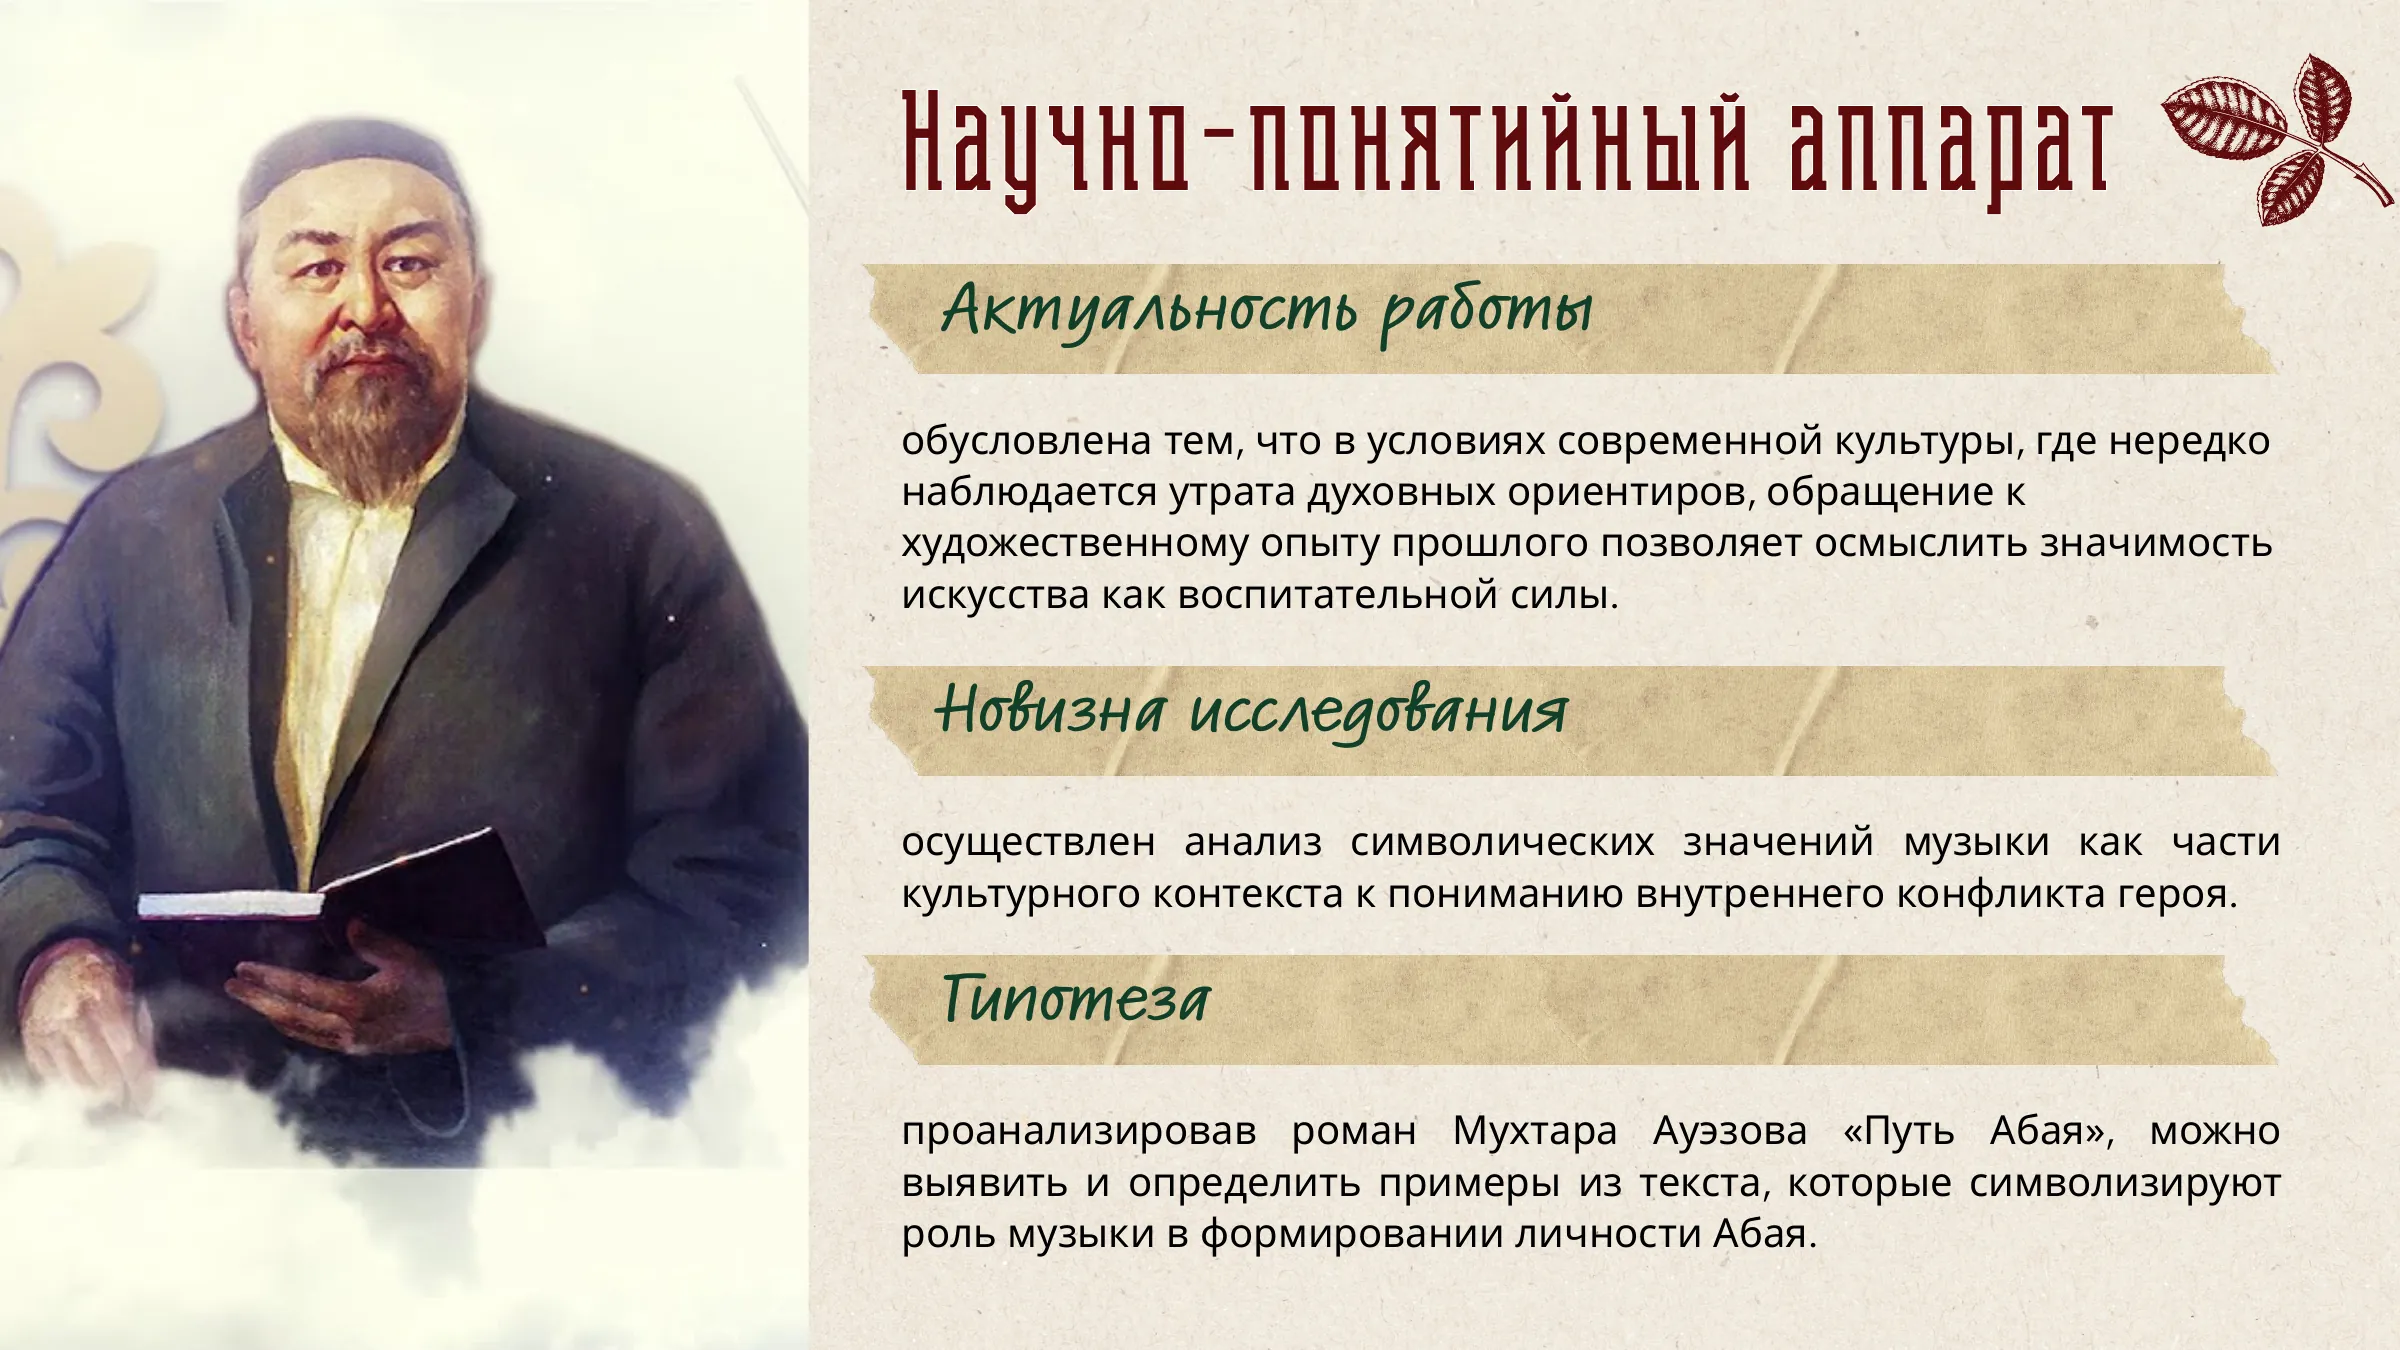 Научно-понятийный аппарат
Актуальность работы
обусловлена тем, что в условиях современной культуры, где нередко
наблюдается утрата духовных ориентиров, обращение к
художественному опыту прошлого позволяет осмыслить значимость
искусства как воспитательной силы.
Новизна исследования
осуществлен анализ символических значений музыки как части
культурного контекста к пониманию внутреннего конфликта героя.
Гипотеза
проанализировав роман Мухтара Ауэзова «Путь Абая», можно
выявить и определить примеры из текста, которые символизируют
роль музыки в формировании личности Абая.